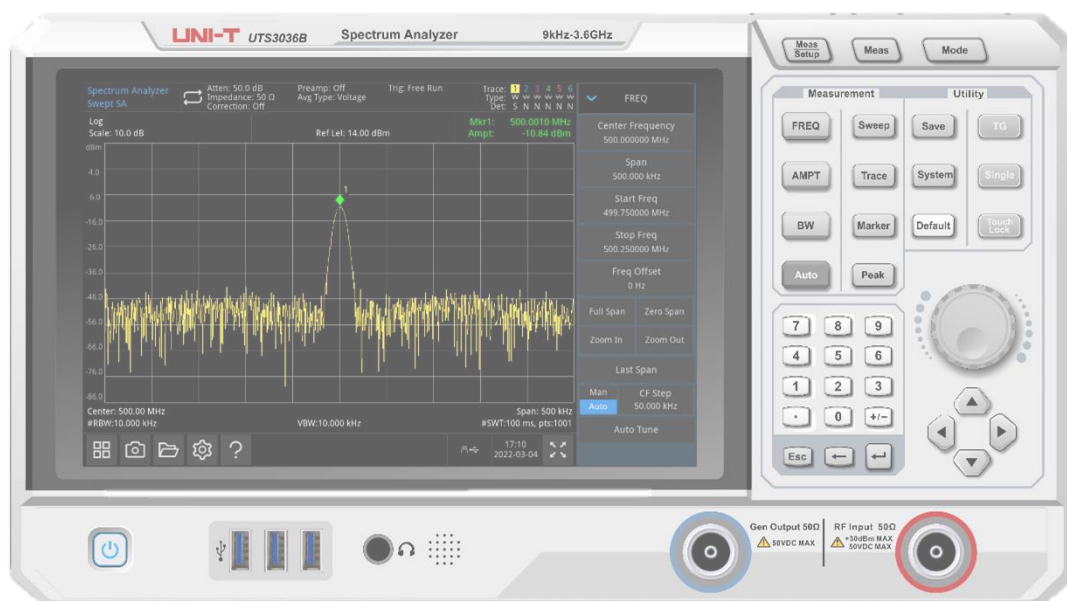 UNI-T UTS3036B Spectrum Analyzer 9kHz-3.6GHz
Spectrum Analyzer
Swept SA
Atten: 50.0 dB
Impedance: 50 Ω
Correction: Off
Preamp: Off
Avg Type: Voltage
Trig: Free Run
Trace: 1 2 3 4 5 6
Type: W W W W W W
Det: S N N N N N
Log
Scale: 10.0 dB
Ref Lel: 14.00 dBm
Mkr1: 500.0010 MHz
Ampt: -10.84 dBm
dBm
4.0
-6.0
-16.0
-26.0
-36.0
-46.0
-56.0
-66.0
-76.0
-86.0
1
Center: 500.00 MHz
#RBW:10.000 kHz
VBW:10.000 kHz
Span: 500 kHz
#SWT:100 ms, pts:1001
17:10
2022-03-04
FREQ
Center Frequency
500.000000 MHz
Span
500.000 kHz
Start Freq
499.750000 MHz
Stop Freq
500.250000 MHz
Freq Offset
0 Hz
Full Span Zero Span
Zoom In Zoom Out
Last Span
Man
Auto
CF Step
50.000 kHz
Auto Tune
Meas
Setup
Meas
Mode
Measurement
Utility
FREQ Sweep Save TG
AMPT Trace System Single
BW Marker Default Touch
Lock
Auto Peak
7 8 9
4 5 6
1 2 3
. 0 +/−
Esc
Gen Output 50Ω
50VDC MAX
RF Input 50Ω
+30dBm MAX
50VDC MAX